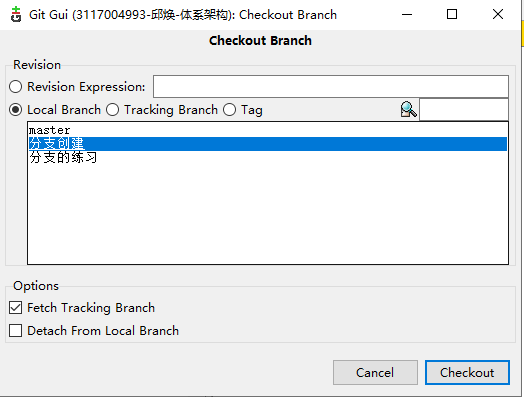 Git Gui (3117004993-邱焕-体系架构): Checkout Branch
Checkout Branch
Revision
Revision Expression:
Local Branch Tracking Branch Tag
master
分支创建
分支的练习
Options
Fetch Tracking Branch
Detach From Local Branch
Cancel Checkout